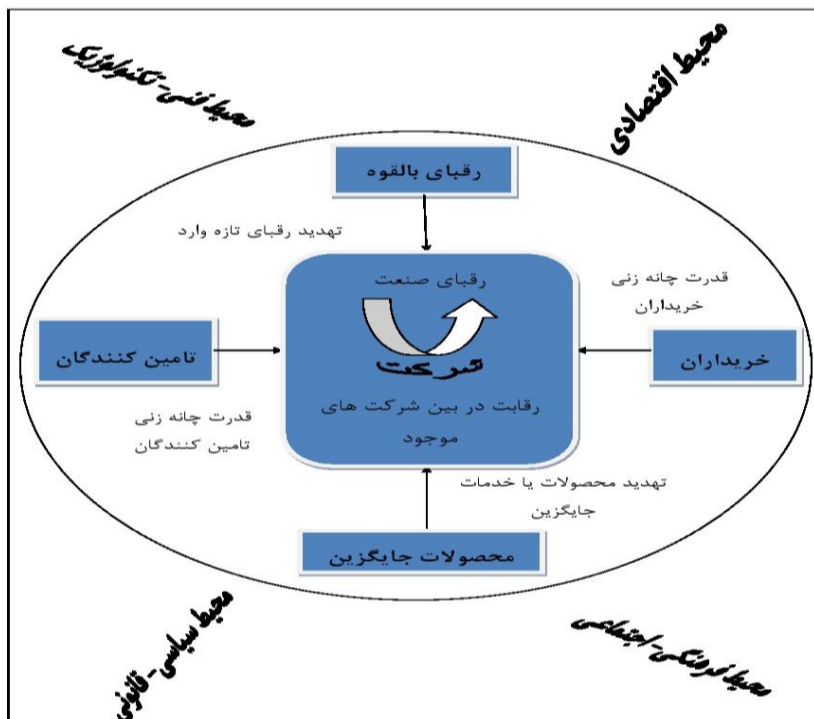 محیط فنی-تکنولوژیک
محیط اقتصادی
رقبای بالقوه
تهدید رقبای تازه وارد
رقبای صنعت
قدرت چانه زنی
خریداران
تامین کنندگان
شرکت
خریداران
رقابت در بین شرکت های
موجود
قدرت چانه زنی
تامین کنندگان
تهدید محصولات یا خدمات
جایگزین
محصولات جایگزین
محیط سیاسی-قانونی
محیط فرهنگی-اجتماعی